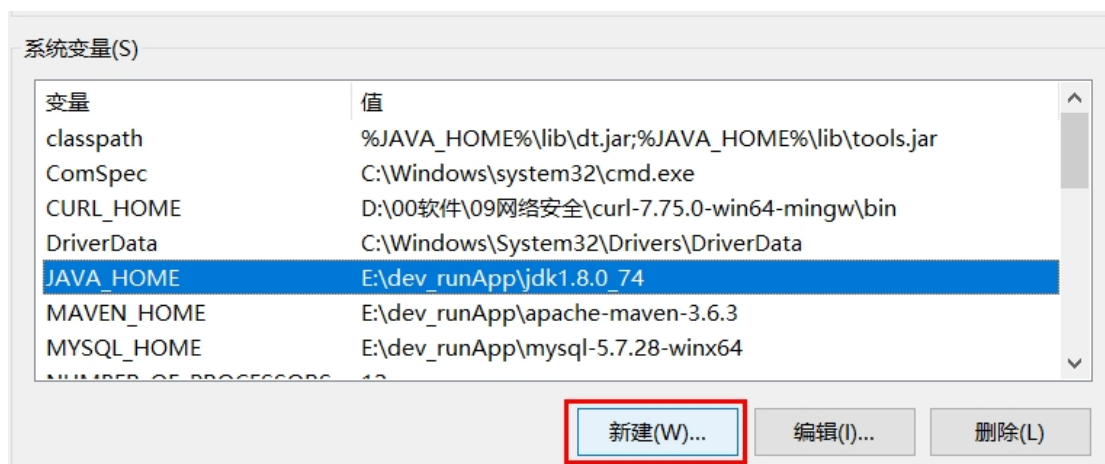 系统变量(S)
变量 值
classpath %JAVA_HOME%\lib\dt.jar;%JAVA_HOME%\lib\tools.jar
ComSpec C:\Windows\system32\cmd.exe
CURL_HOME D:\00软件\09网络安全\curl-7.75.0-win64-mingw\bin
DriverData C:\Windows\System32\Drivers\DriverData
JAVA_HOME E:\dev_runApp\jdk1.8.0_74
MAVEN_HOME E:\dev_runApp\apache-maven-3.6.3
MYSQL_HOME E:\dev_runApp\mysql-5.7.28-winx64
NUMBER_OF_PROCESSORS 12
新建(W)... 编辑(I)... 删除(L)